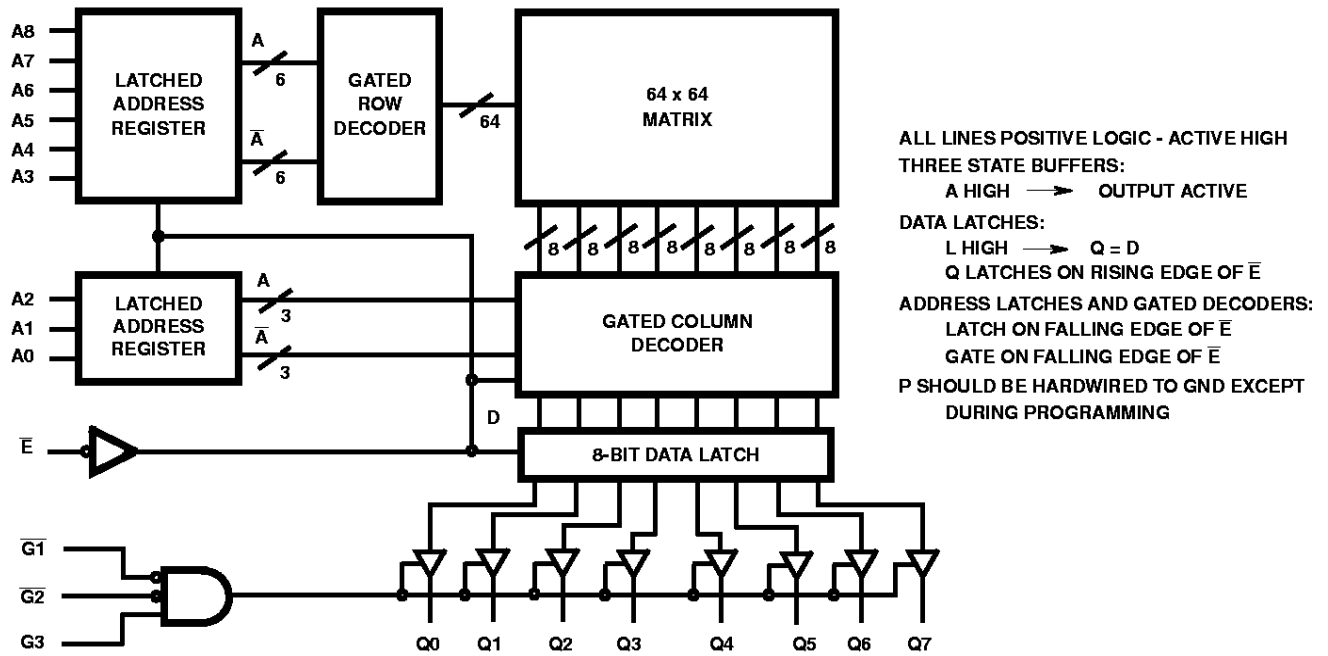 A8
A7
A6
A5
A4
A3
LATCHED
ADDRESS
REGISTER
A
6
A̅
6
GATED
ROW
DECODER
64
64 x 64
MATRIX
8 8 8 8 8 8 8 8
A2
A1
A0
LATCHED
ADDRESS
REGISTER
A
3
A̅
3
GATED COLUMN
DECODER
D
E̅
8-BIT DATA LATCH
G̅1̅
G̅2̅
G3
Q0 Q1 Q2 Q3 Q4 Q5 Q6 Q7
ALL LINES POSITIVE LOGIC - ACTIVE HIGH
THREE STATE BUFFERS:
A HIGH → OUTPUT ACTIVE
DATA LATCHES:
L HIGH → Q = D
Q LATCHES ON RISING EDGE OF E̅
ADDRESS LATCHES AND GATED DECODERS:
LATCH ON FALLING EDGE OF E̅
GATE ON FALLING EDGE OF E̅
P SHOULD BE HARDWIRED TO GND EXCEPT
DURING PROGRAMMING